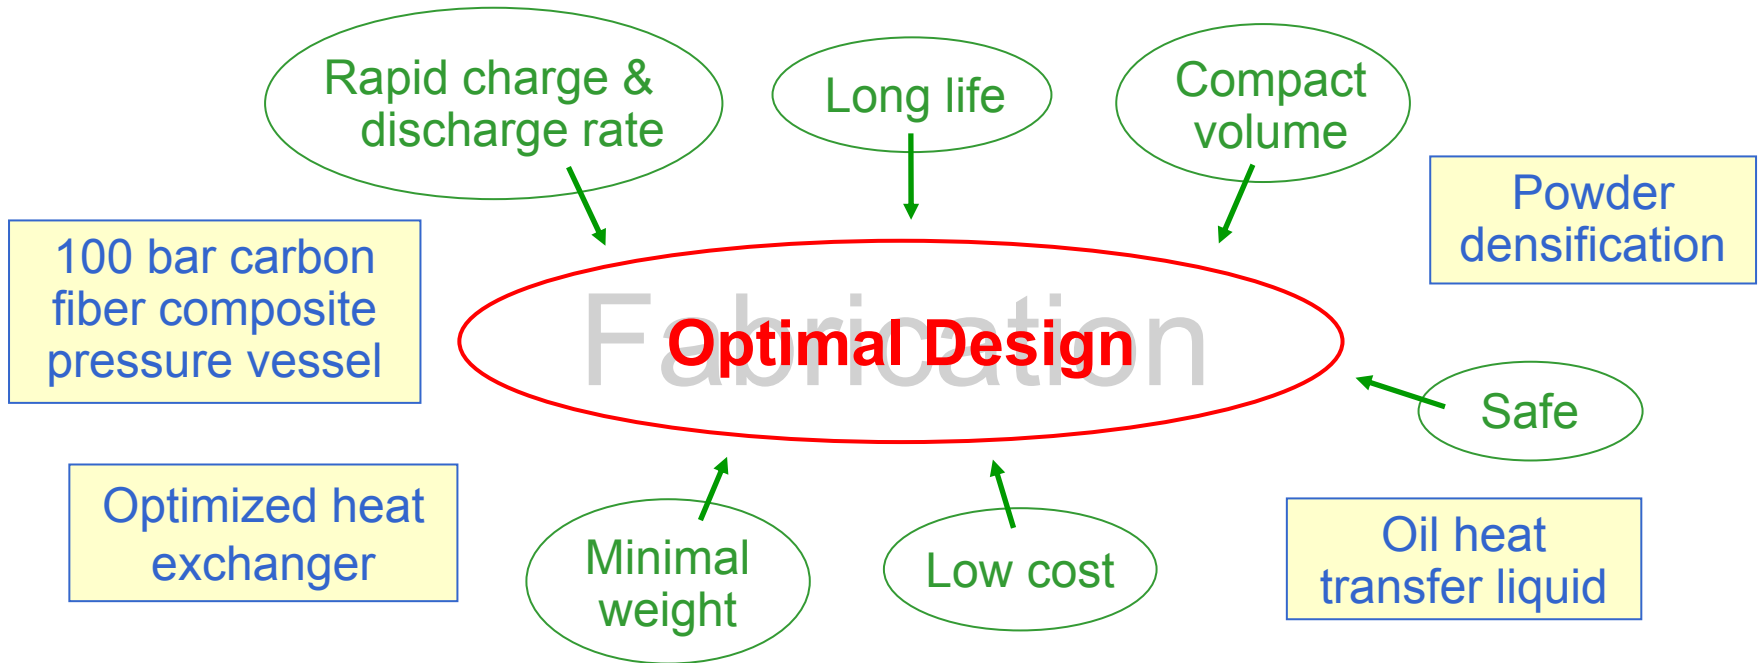 Rapid charge &
discharge rate
Long life
Compact
volume
Powder
densification
100 bar carbon
fiber composite
pressure vessel
Fabrication
Optimal Design
Safe
Optimized heat
exchanger
Minimal
weight
Low cost
Oil heat
transfer liquid